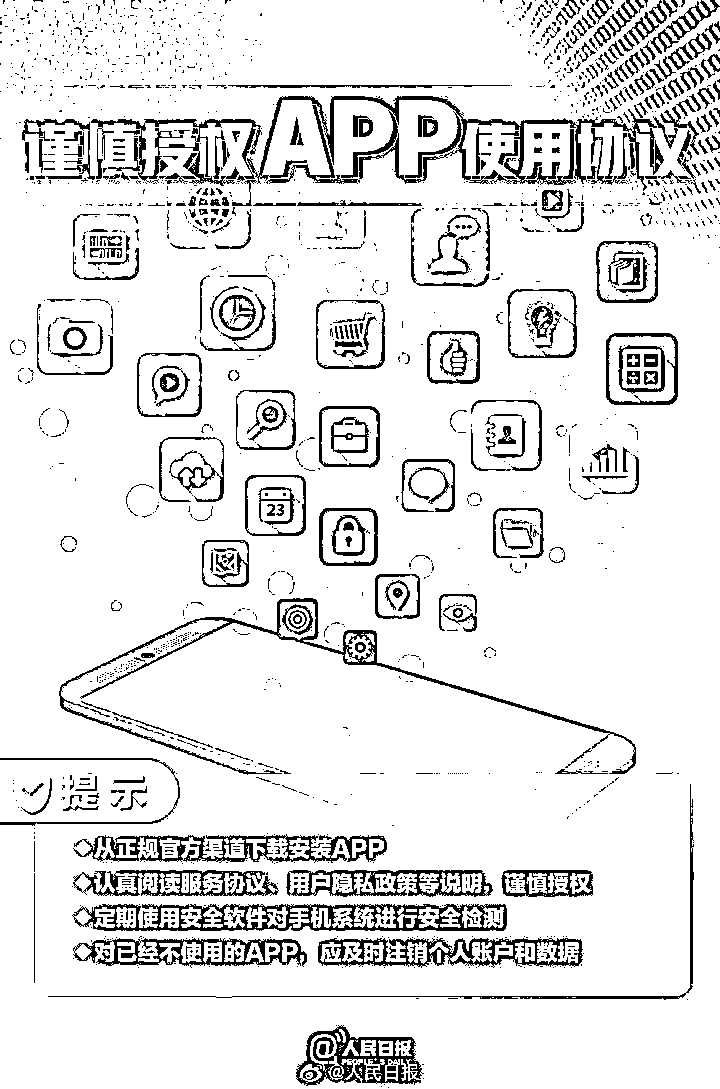 谨慎授权APP使用协议
23
提示
◇从正规官方渠道下载安装APP
◇认真阅读服务协议、用户隐私政策等说明，谨慎授权
◇定期使用安全软件对手机系统进行安全检测
◇对已经不使用的APP，应及时注销个人账户和数据
@人民日报
PEOPLE'S DAILY
@人民日报